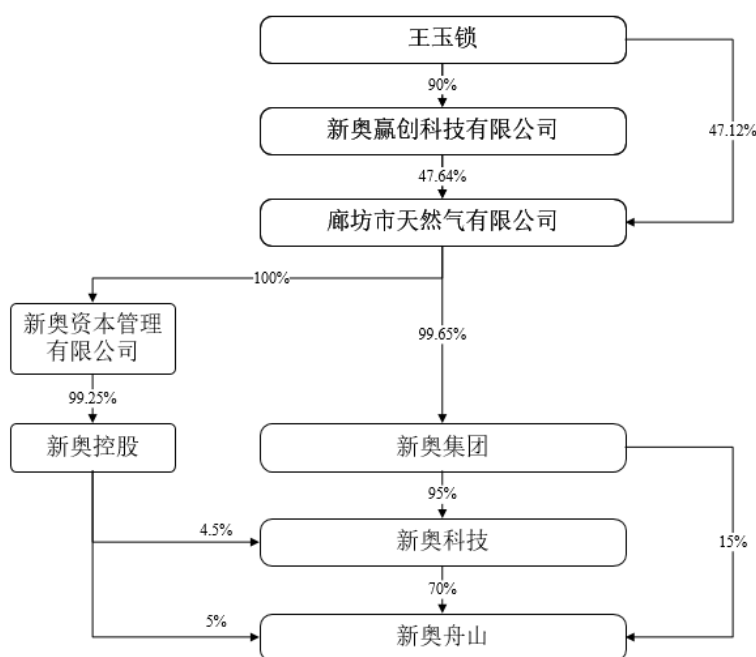 王玉锁
90%
新奥赢创科技有限公司
47.12%
47.64%
廊坊市天然气有限公司
100%
新奥资本管理
有限公司
99.65%
99.25%
新奥控股
新奥集团
95%
4.5%
新奥科技
15%
70%
5%
新奥舟山